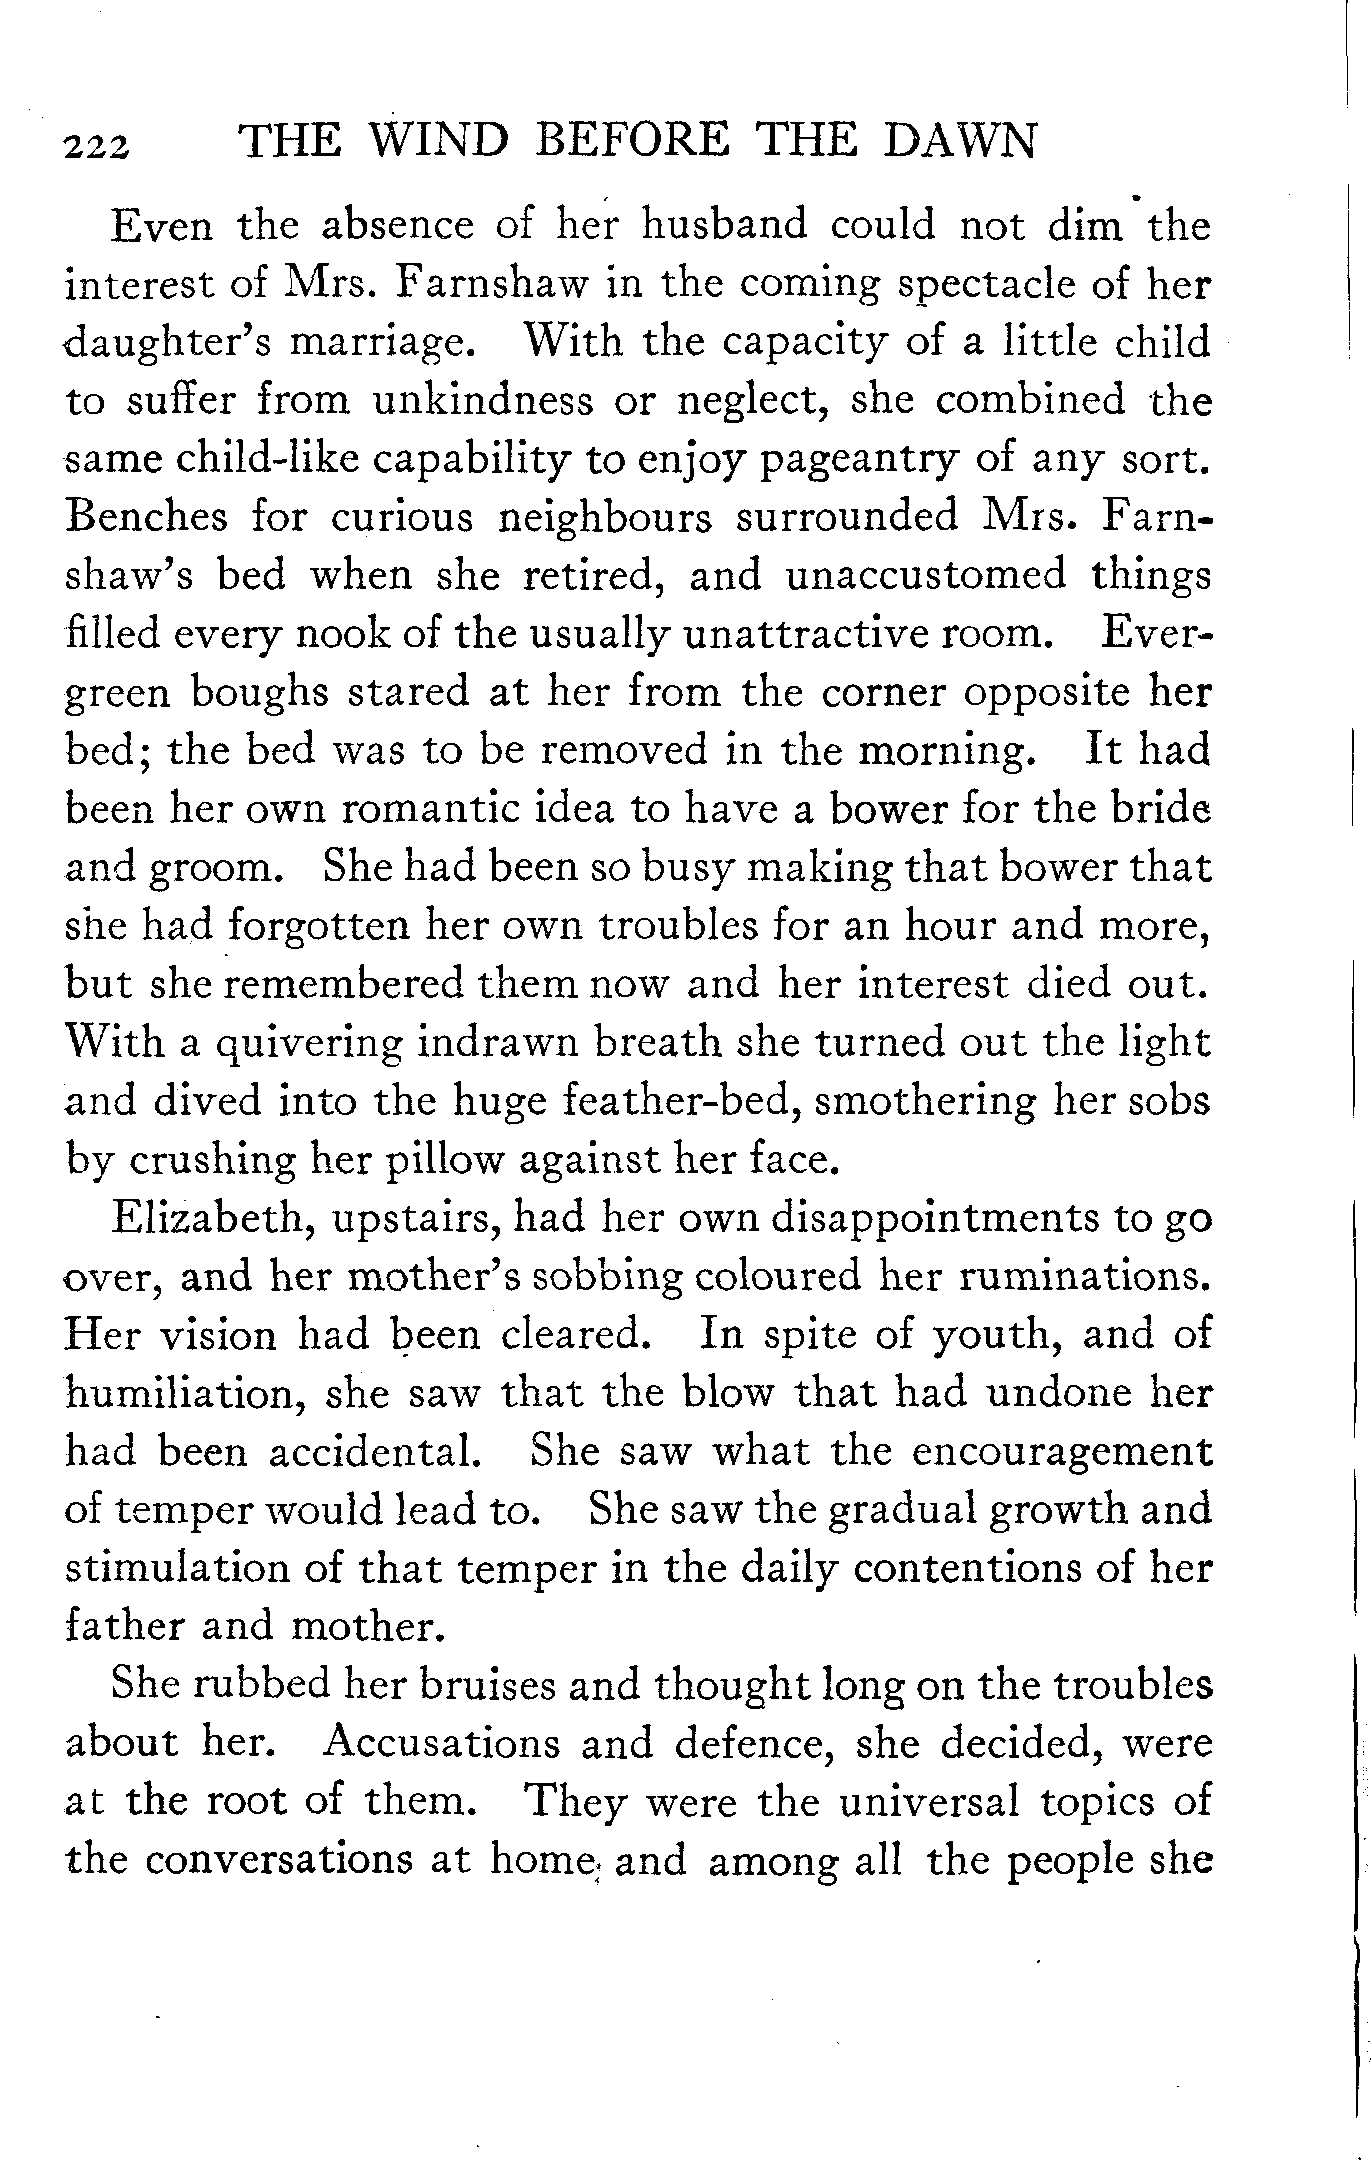 222 THE WIND BEFORE THE DAWN
Even the absence of her husband could not dim the
interest of Mrs. Farnshaw in the coming spectacle of her
daughter's marriage. With the capacity of a little child
to suffer from unkindness or neglect, she combined the
same child-like capability to enjoy pageantry of any sort.
Benches for curious neighbours surrounded Mrs. Farn-
shaw's bed when she retired, and unaccustomed things
filled every nook of the usually unattractive room. Ever-
green boughs stared at her from the corner opposite her
bed; the bed was to be removed in the morning. It had
been her own romantic idea to have a bower for the bride
and groom. She had been so busy making that bower that
she had forgotten her own troubles for an hour and more,
but she remembered them now and her interest died out.
With a quivering indrawn breath she turned out the light
and dived into the huge feather-bed, smothering her sobs
by crushing her pillow against her face.
Elizabeth, upstairs, had her own disappointments to go
over, and her mother's sobbing coloured her ruminations.
Her vision had been cleared. In spite of youth, and of
humiliation, she saw that the blow that had undone her
had been accidental. She saw what the encouragement
of temper would lead to. She saw the gradual growth and
stimulation of that temper in the daily contentions of her
father and mother.
She rubbed her bruises and thought long on the troubles
about her. Accusations and defence, she decided, were
at the root of them. They were the universal topics of
the conversations at home, and among all the people she